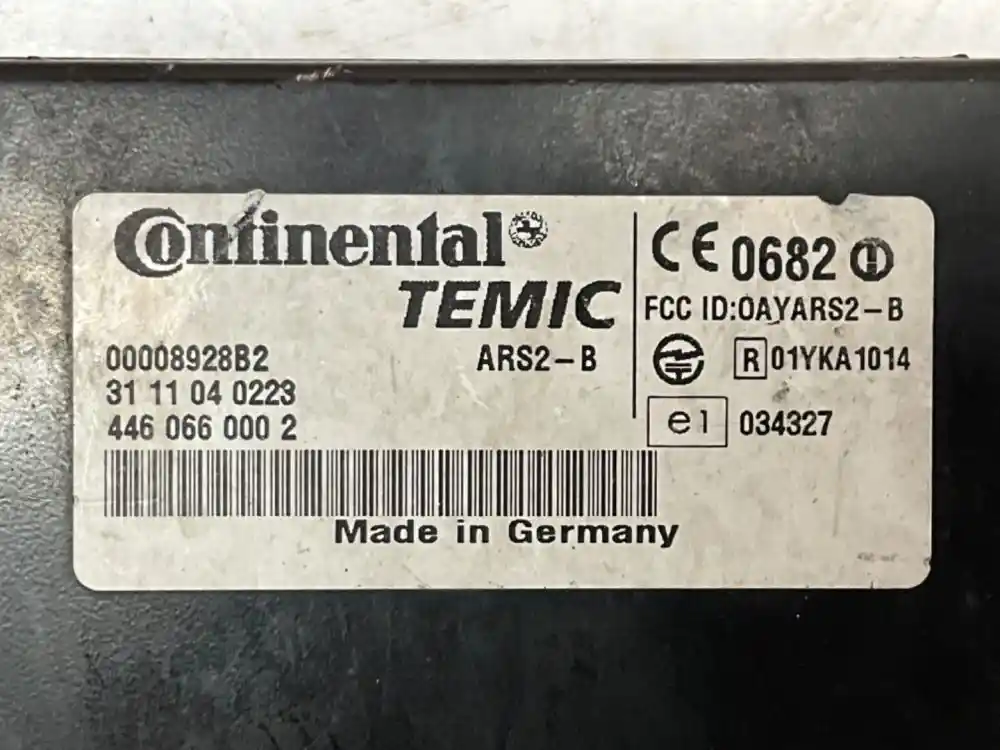 Continental
TEMIC
00008928B2 ARS2-B
31 11 04 0223
446 066 000 2
Made in Germany
CE 0682
FCC ID:OAYARS2-B
R 01YKA1014
e1 034327